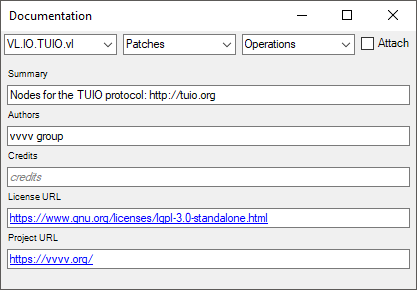 Documentation
VL.IO.TUIO.vl Patches Operations Attach
Summary
Nodes for the TUIO protocol: http://tuio.org
Authors
vvvv group
Credits
credits
License URL
https://www.gnu.org/licenses/lgpl-3.0-standalone.html
Project URL
https://vvvv.org/